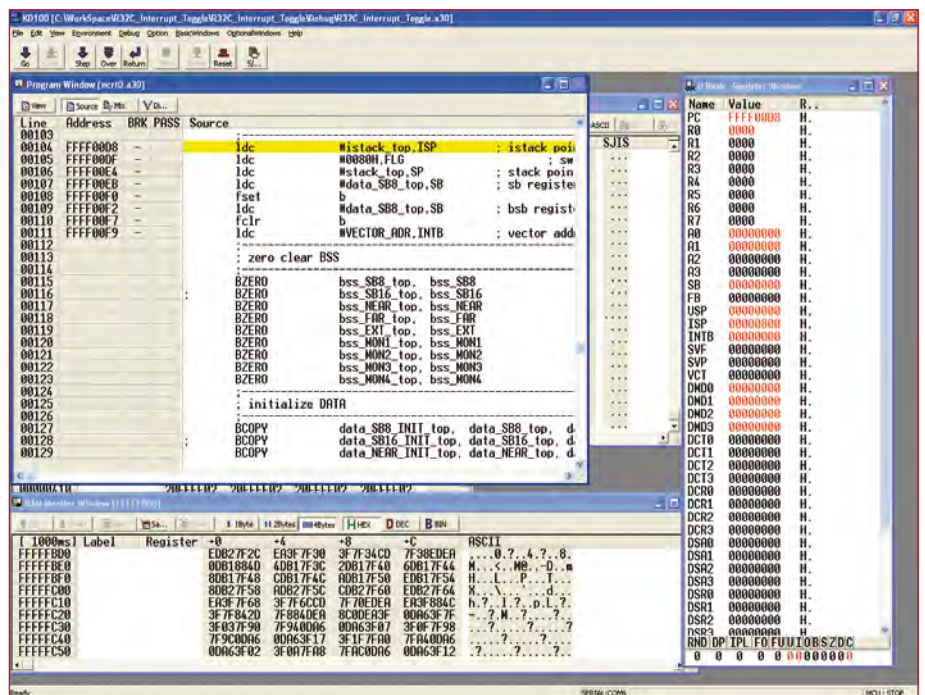 KD100 [C:\WorkSpace\R32C_Interrupt_Toggle\R32C_Interrupt_Toggle\Debug\R32C_Interrupt_Toggle.x30]
File Edit View Environment Debug Option BasicWindows OptionalWindows Help
Go Step Over Return Reset S/...
Program Window [ncrt0.a30]
View Source Mix Di...
Line Address BRK PASS Source
00103 ;---------------------------------------------------
00104 FFFF00D8 - ldc #istack_top,ISP ; istack poi
00105 FFFF00DF - ldc #0080H,FLG ; sw
00106 FFFF00E4 - ldc #stack_top,SP ; stack poin
00107 FFFF00EB - ldc #data_SB8_top,SB ; sb registe
00108 FFFF00F0 - fset b
00109 FFFF00F2 - ldc #data_SB8_top,SB ; bsb regist
00110 FFFF00F7 - fclr b
00111 FFFF00F9 - ldc #VECTOR_ADR,INTB ; vector add
00112 ;---------------------------------------------------
00113 ; zero clear BSS
00114 ;---------------------------------------------------
00115 BZERO bss_SB8_top, bss_SB8
00116 : BZERO bss_SB16_top, bss_SB16
00117 BZERO bss_NEAR_top, bss_NEAR
00118 BZERO bss_FAR_top, bss_FAR
00119 BZERO bss_EXT_top, bss_EXT
00120 BZERO bss_MON1_top, bss_MON1
00121 BZERO bss_MON2_top, bss_MON2
00122 BZERO bss_MON3_top, bss_MON3
00123 BZERO bss_MON4_top, bss_MON4
00124 ;---------------------------------------------------
00125 ; initialize DATA
00126 ;---------------------------------------------------
00127 BCOPY data_SB8_INIT_top, data_SB8_top, d
00128 : BCOPY data_SB16_INIT_top, data_SB16_top, d
00129 BCOPY data_NEAR_INIT_top, data_NEAR_top, d
ASCII
SJIS
Name Value R..
PC FFFF00D8 H.
R0 0000 H.
R1 0000 H.
R2 0000 H.
R3 0000 H.
R4 0000 H.
R5 0000 H.
R6 0000 H.
R7 0000 H.
A0 00000000 H.
A1 00000000 H.
A2 00000000 H.
A3 00000000 H.
SB 00000000 H.
FB 00000000 H.
USP 00000000 H.
ISP 00000000 H.
INTB 00000000 H.
SVF 00000000 H.
SVP 00000000 H.
VCT 00000000 H.
DMD0 00000000 H.
DMD1 00000000 H.
DMD2 00000000 H.
DMD3 00000000 H.
DCT0 00000000 H.
DCT1 00000000 H.
DCT2 00000000 H.
DCT3 00000000 H.
DCR0 00000000 H.
DCR1 00000000 H.
DCR2 00000000 H.
DCR3 00000000 H.
DSA0 00000000 H.
DSA1 00000000 H.
DSA2 00000000 H.
DSA3 00000000 H.
DSR0 00000000 H.
DSR1 00000000 H.
DSR2 00000000 H.
DSR3 00000000 H.
RND DP IPL FO FU U I O B S Z D C
0 0 0 0 0 0 0 0 0 0 0 0 0
1Byte 2Bytes 4Bytes HEX DEC BIN
[ 1000ms] Label Register +0 +4 +8 +C ASCII
FFFFFBD0 EDB27F2C EA3F7F30 3F7F34CD 7F38EDEA ....0.?..4.?..8.
FFFFFBE0 0DB1884D 4DB17F3C 2DB17F40 6DB17F44 M...<..M@..-D..m
FFFFFBF0 8DB17F48 CDB17F4C ADB17F50 EDB17F54 H...L...P...T...
FFFFFC00 8DB27F58 ADB27F5C CDB27F60 EDB27F64 X...\...`...d...
FFFFFC10 EA3F7F68 3F7F6CCD 7F70EDEA EA3F884C h.?..l.?..p.L.?.
FFFFFC20 3F7F842D 7F884DEA 8C0DEA3F 0DA63F7F
FFFFFC30 3F037F90 7F940DA6 0DA63F07 3F0F7F98
FFFFFC40 7F9C0DA6 0DA63F17 3F1F7FA0 7FA40DA6
FFFFFC50 0DA63F02 3F0A7FA8 7FAC0DA6 0DA63F12
Ready SERIAL:COM6 MCU : STOP